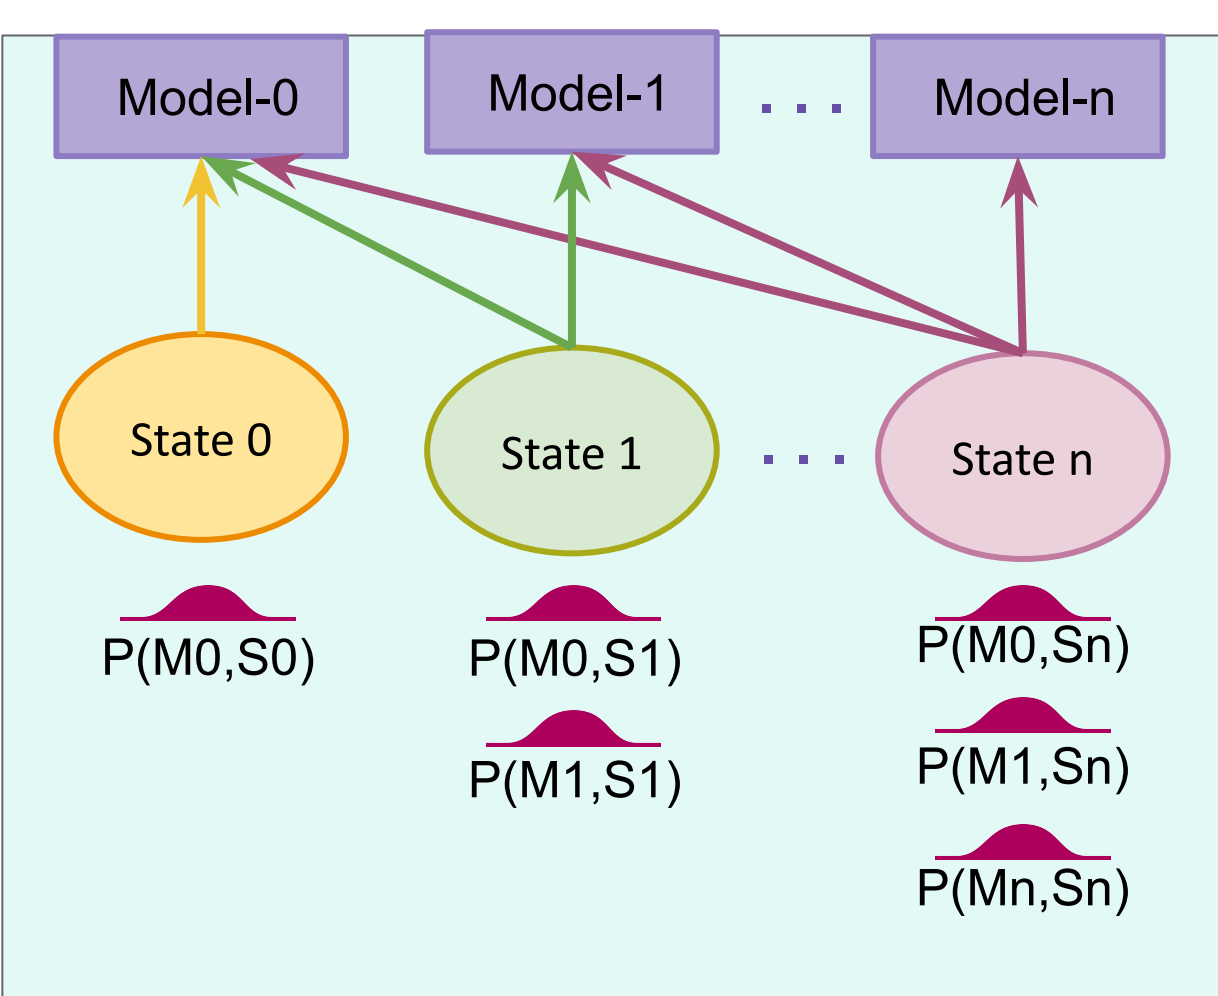 Model-0
Model-1
. . .
Model-n
State 0
State 1
. . .
State n
P(M0,S0)
P(M0,S1)
P(M0,Sn)
P(M1,S1)
P(M1,Sn)
P(Mn,Sn)